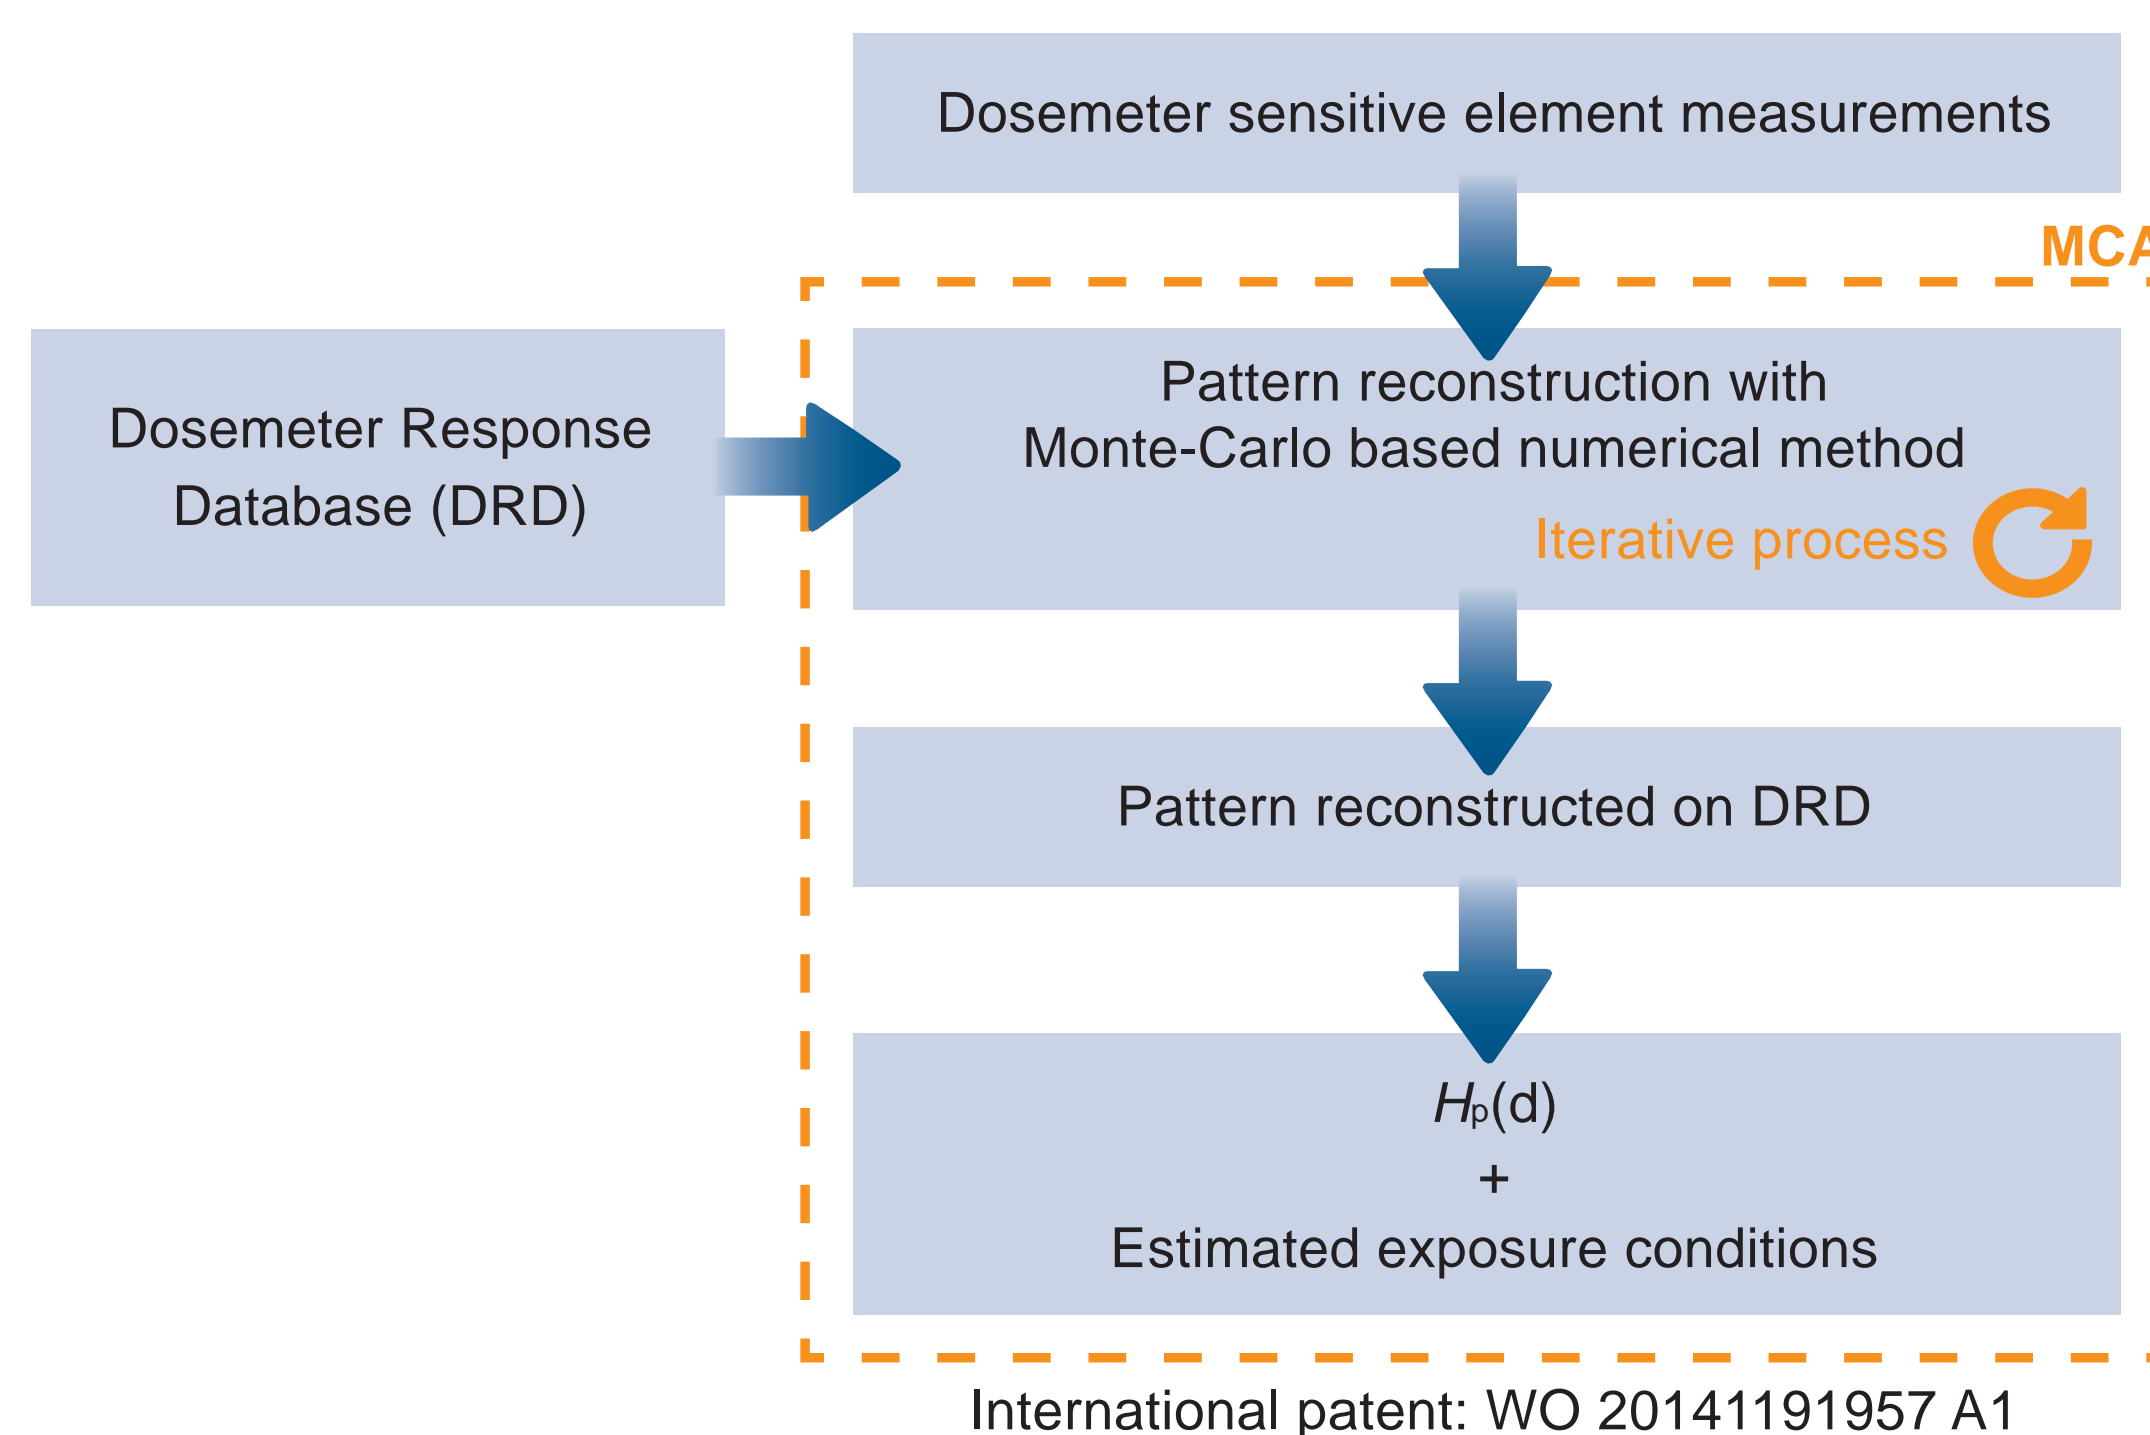 Dosemeter sensitive element measurements
MCA
Dosemeter Response
Database (DRD)
Pattern reconstruction with
Monte-Carlo based numerical method
Iterative process
Pattern reconstructed on DRD
Hp(d)
+
Estimated exposure conditions
International patent: WO 20141191957 A1